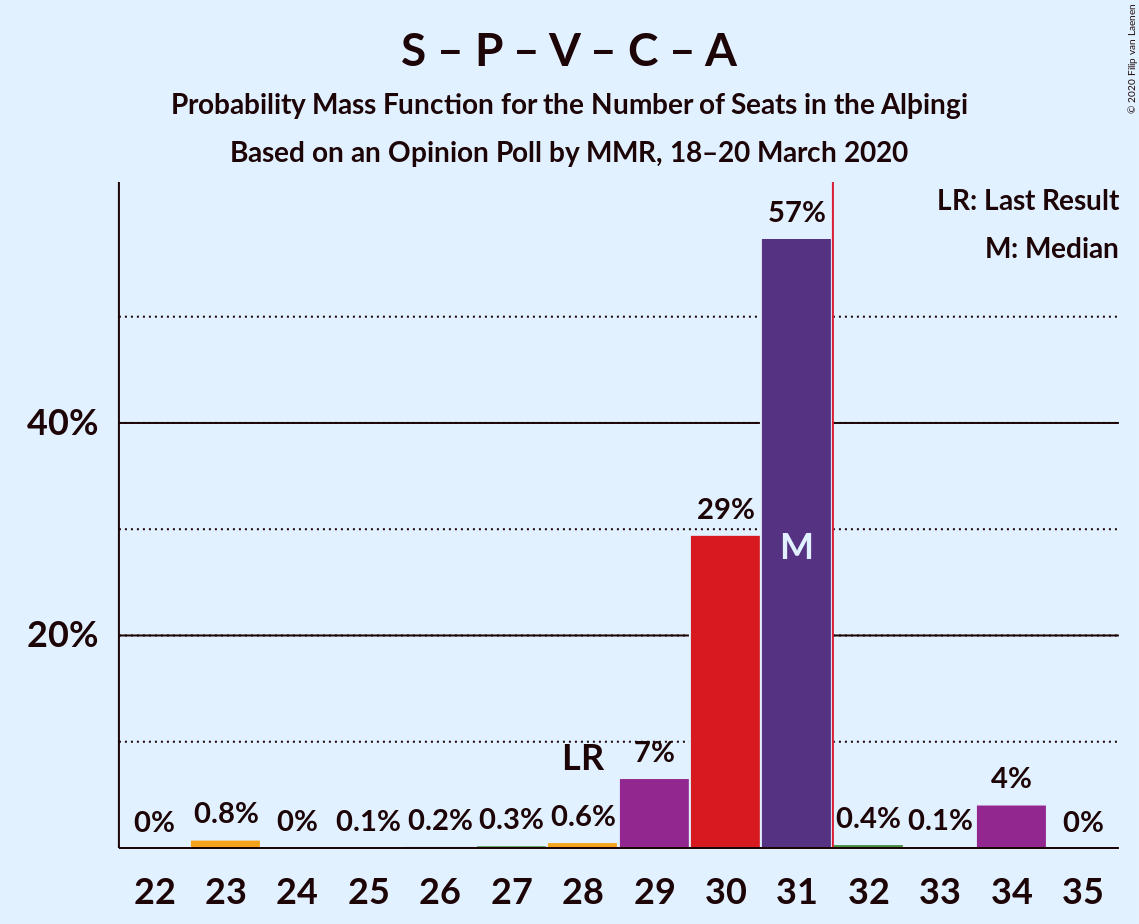 S – P – V – C – A
Probability Mass Function for the Number of Seats in the Alþingi
Based on an Opinion Poll by MMR, 18–20 March 2020
© 2020 Filip van Laenen
LR: Last Result
M: Median
57%
40%
29%
M
20%
LR
7%
4%
0%
0.8%
0%
0.1%
0.2%
0.3%
0.6%
0.4%
0.1%
0%
22 23 24 25 26 27 28 29 30 31 32 33 34 35